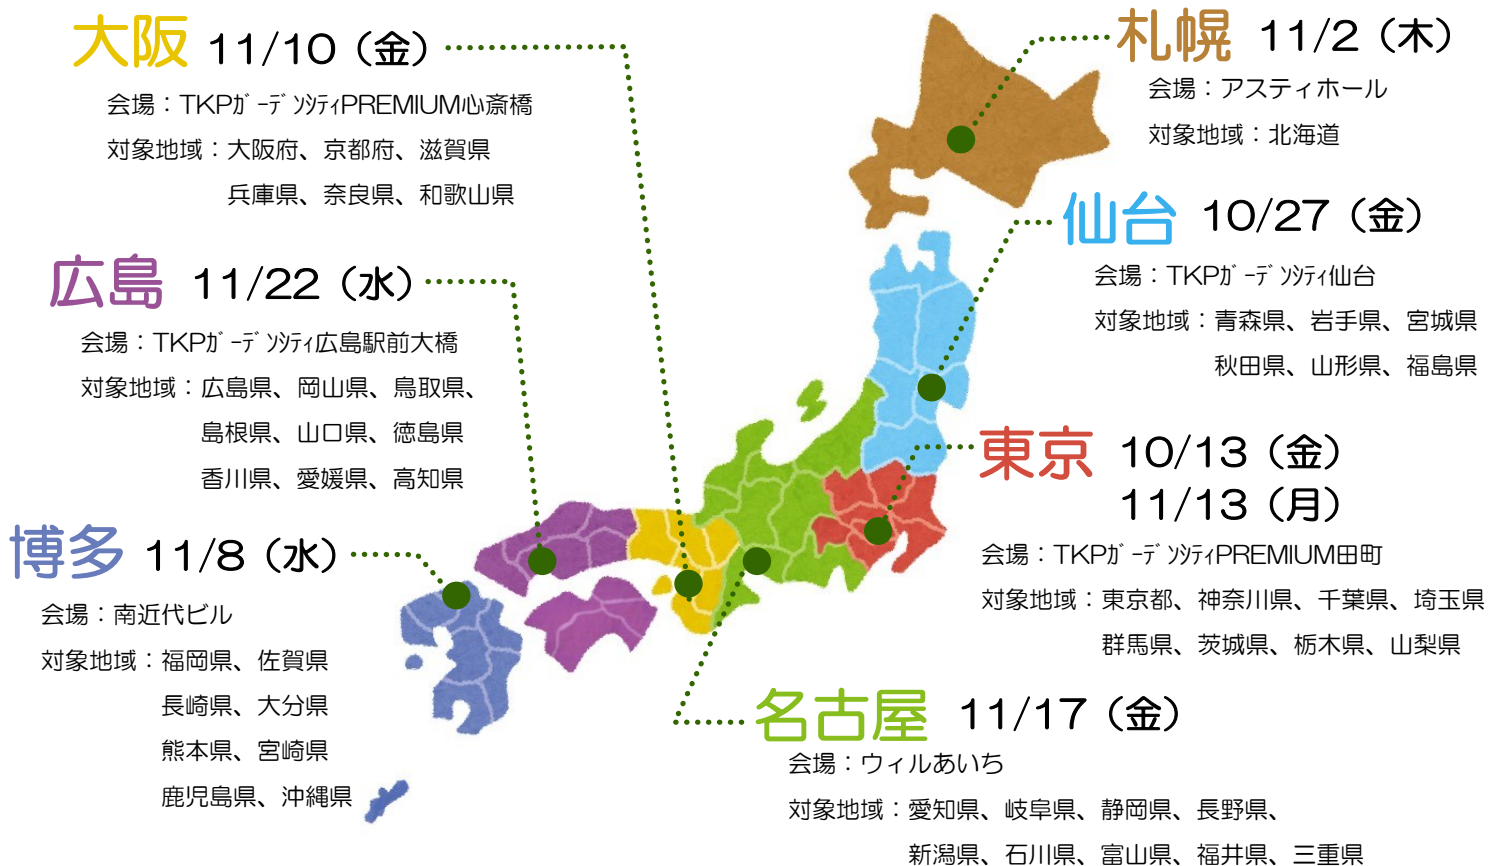 大阪 11/10（金）
会場：TKPｶﾞｰﾃﾞﾝｼﾃｨPREMIUM心斎橋
対象地域：大阪府、京都府、滋賀県
兵庫県、奈良県、和歌山県
広島 11/22（水）
会場：TKPｶﾞｰﾃﾞﾝｼﾃｨ広島駅前大橋
対象地域：広島県、岡山県、鳥取県、
島根県、山口県、徳島県
香川県、愛媛県、高知県
博多 11/8（水）
会場：南近代ビル
対象地域：福岡県、佐賀県
長崎県、大分県
熊本県、宮崎県
鹿児島県、沖縄県
札幌 11/2（木）
会場：アスティホール
対象地域：北海道
仙台 10/27（金）
会場：TKPｶﾞｰﾃﾞﾝｼﾃｨ仙台
対象地域：青森県、岩手県、宮城県
秋田県、山形県、福島県
東京 10/13（金）
11/13（月）
会場：TKPｶﾞｰﾃﾞﾝｼﾃｨPREMIUM田町
対象地域：東京都、神奈川県、千葉県、埼玉県
群馬県、茨城県、栃木県、山梨県
名古屋 11/17（金）
会場：ウィルあいち
対象地域：愛知県、岐阜県、静岡県、長野県、
新潟県、石川県、富山県、福井県、三重県